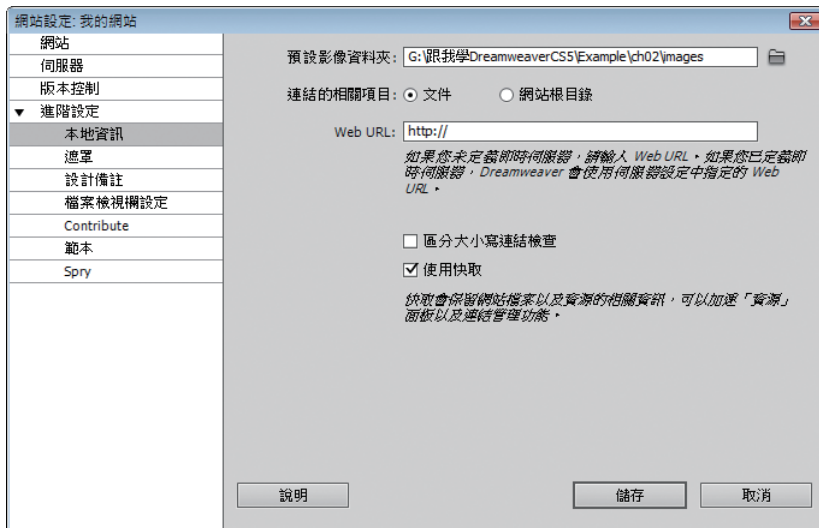 網站設定: 我的網站
網站
伺服器
版本控制
進階設定
本地資訊
遮罩
設計備註
檔案檢視欄設定
Contribute
範本
Spry
預設影像資料夾: G:\跟我學DreamweaverCS5\Example\ch02\images
連結的相關項目: 文件 網站根目錄
Web URL: http://
如果您未定義即時伺服器，請輸入 Web URL。如果您已定義即
時伺服器，Dreamweaver 會使用伺服器設定中指定的 Web
URL。
區分大小寫連結檢查
使用快取
快取會保留網站檔案以及資源的相關資訊，可以加速「資源」
面板以及連結管理功能。
說明 儲存 取消